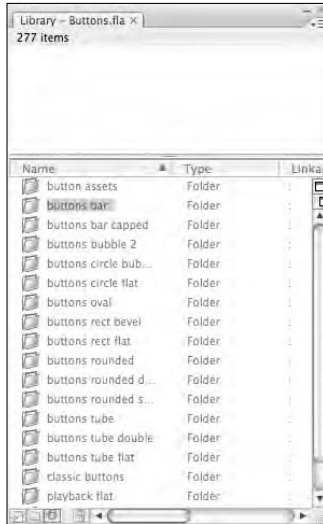 Library – Buttons.fla ×
277 items
Name Type Linka
button assets Folder
buttons bar Folder
buttons bar capped Folder
buttons bubble 2 Folder
buttons circle bub... Folder
buttons circle flat Folder
buttons oval Folder
buttons rect bevel Folder
buttons rect flat Folder
buttons rounded Folder
buttons rounded d... Folder
buttons rounded s... Folder
buttons tube Folder
buttons tube double Folder
buttons tube flat Folder
classic buttons Folder
playback flat Folder